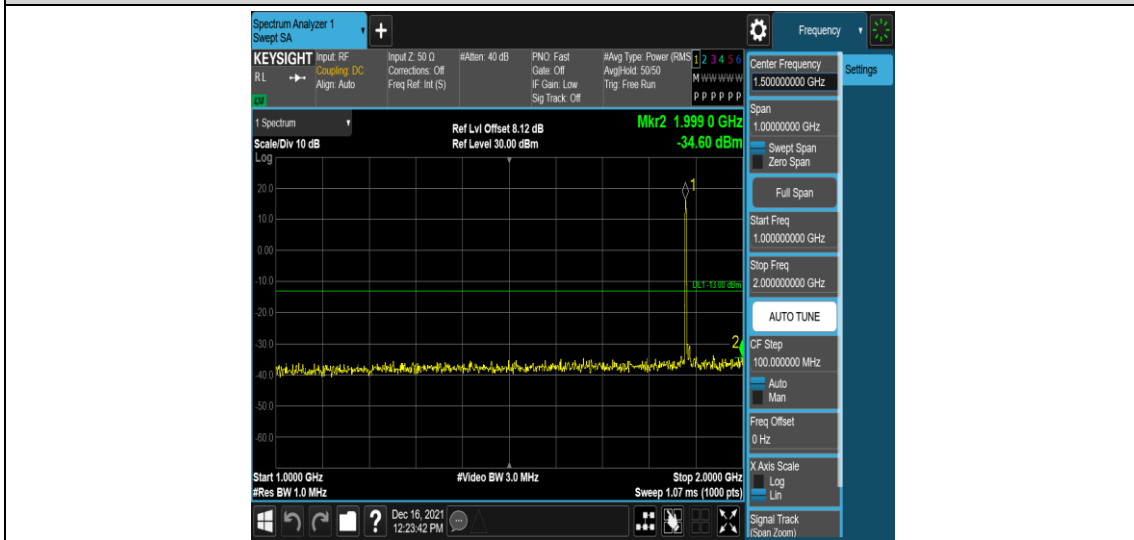 Spectrum Analyzer 1
Swept SA
+
Frequency
KEYSIGHT
RL
LXI
Input: RF
Coupling: DC
Align: Auto
Input Z: 50 Ω
Corrections: Off
Freq Ref: Int (S)
#Atten: 40 dB
PNO: Fast
Gate: Off
IF Gain: Low
Sig Track: Off
#Avg Type: Power (RMS
Avg|Hold: 50/50
Trig: Free Run
1 2 3 4 5 6
M W W W W W
P P P P P P
1 Spectrum
Scale/Div 10 dB
Log
Ref Lvl Offset 8.12 dB
Ref Level 30.00 dBm
Mkr2 1.999 0 GHz
-34.60 dBm
20.0
10.0
0.00
-10.0
-20.0
-30.0
-40.0
-50.0
-60.0
1
DL1 -13.00 dBm
2
Start 1.0000 GHz
#Res BW 1.0 MHz
#Video BW 3.0 MHz
Stop 2.0000 GHz
Sweep 1.07 ms (1000 pts)
Center Frequency
1.50000000 GHz
Span
1.00000000 GHz
Swept Span
Zero Span
Full Span
Start Freq
1.000000000 GHz
Stop Freq
2.000000000 GHz
AUTO TUNE
CF Step
100.000000 MHz
Auto
Man
Freq Offset
0 Hz
X Axis Scale
Log
Lin
Signal Track
(Span Zoom)
Settings
?
Dec 16, 2021
12:23:42 PM